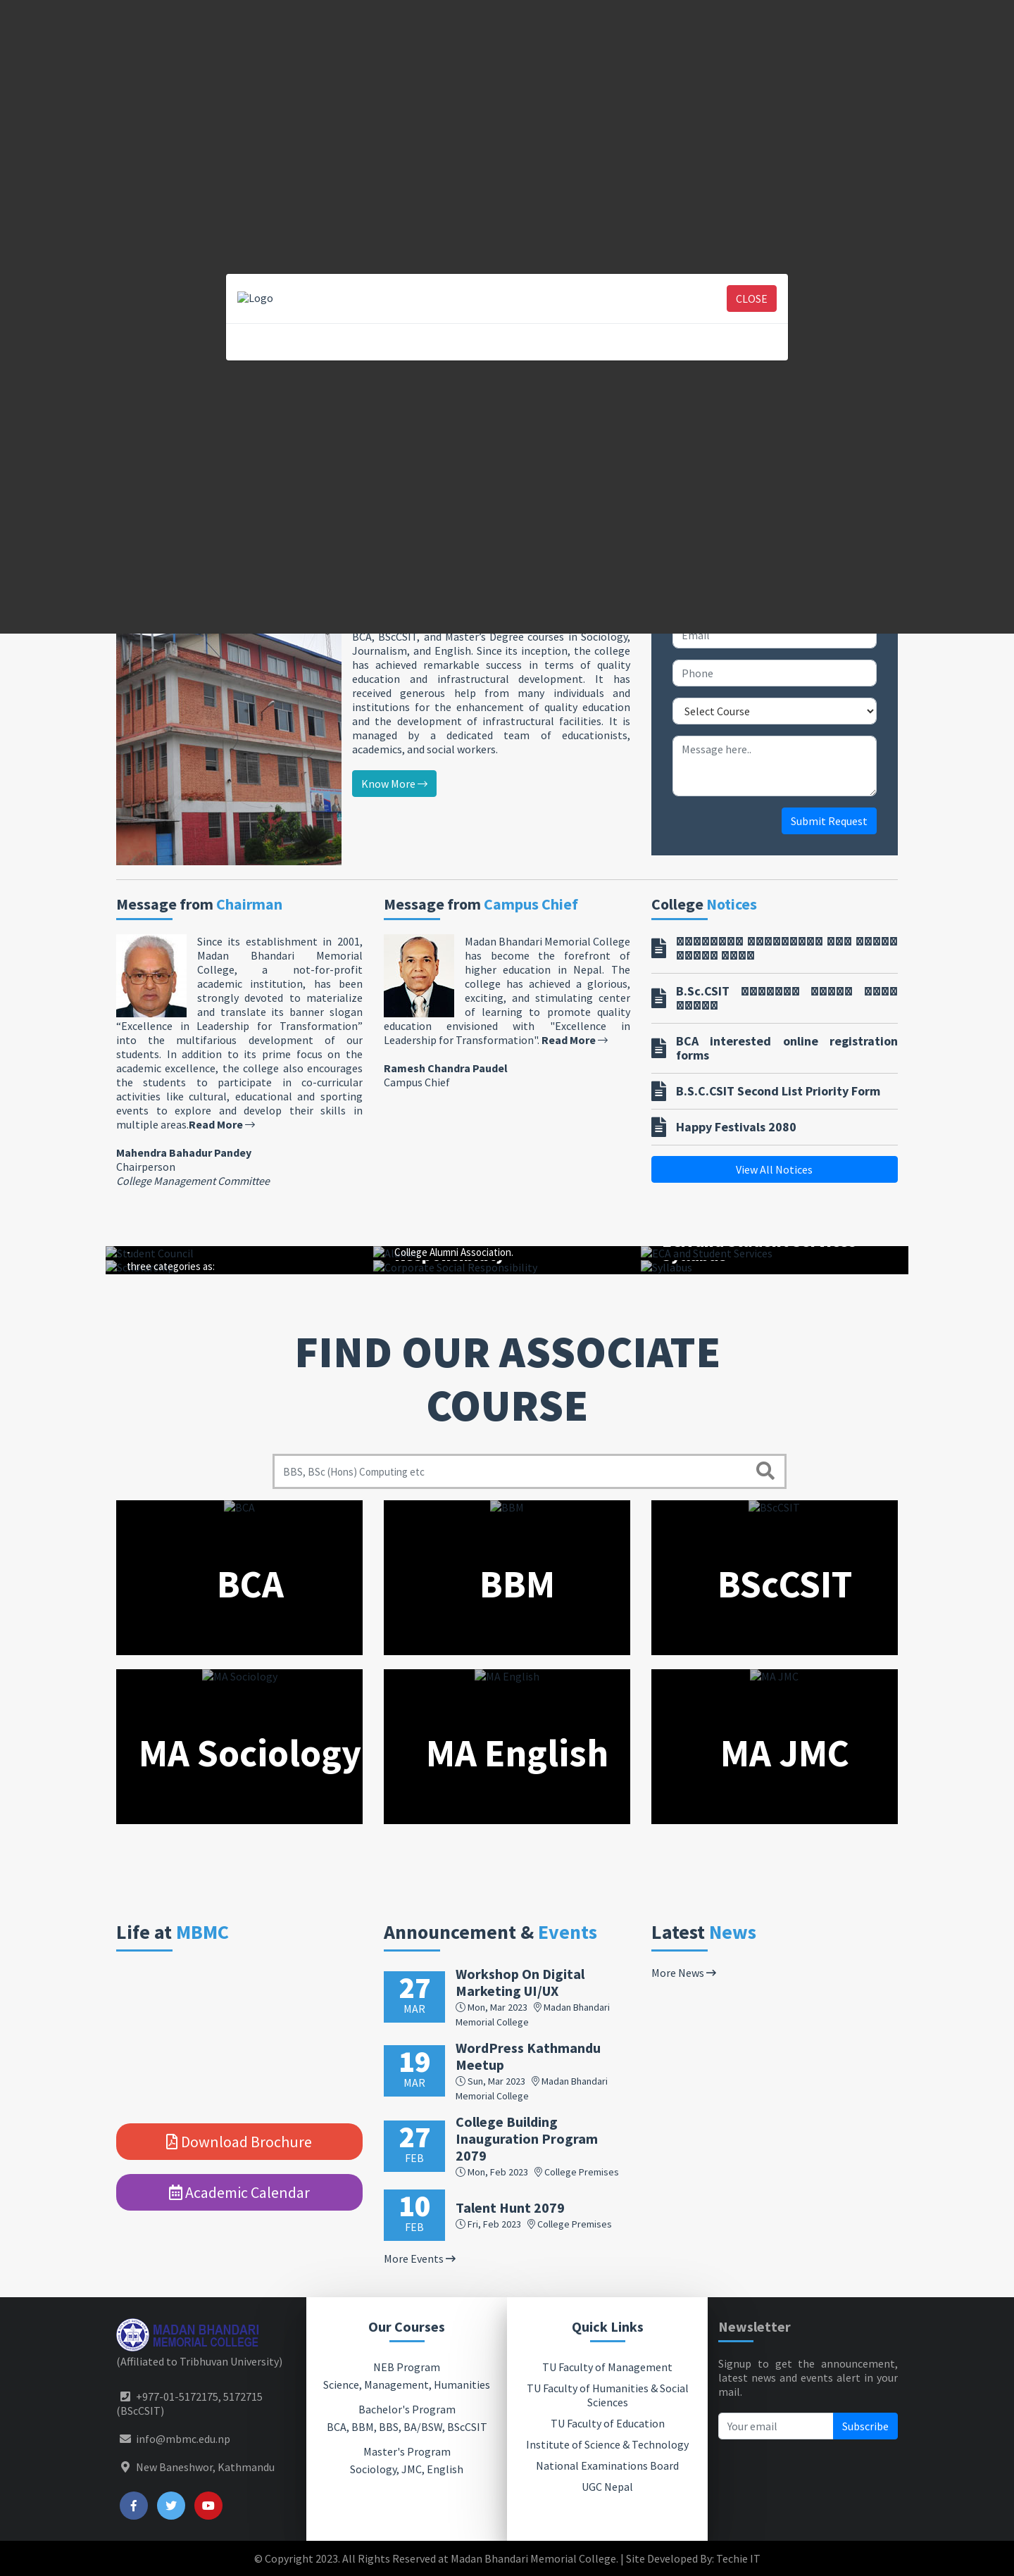 Logo
CLOSE
BCA, BScCSIT, and Master's Degree courses in Sociology,
Journalism, and English. Since its inception, the college
has achieved remarkable success in terms of quality
education and infrastructural development. It has
received generous help from many individuals and
institutions for the enhancement of quality education
and the development of infrastructural facilities. It is
managed by a dedicated team of educationists,
academics, and social workers.
Know More
Email
Phone
Select Course
Message here..
Submit Request
Message from Chairman
Since its establishment in 2001,
Madan Bhandari Memorial
College, a not-for-profit
academic institution, has been
strongly devoted to materialize
and translate its banner slogan
“Excellence in Leadership for Transformation”
into the multifarious development of our
students. In addition to its prime focus on the
academic excellence, the college also encourages
the students to participate in co-curricular
activities like cultural, educational and sporting
events to explore and develop their skills in
multiple areas.Read More
Mahendra Bahadur Pandey
Chairperson
College Management Committee
Message from Campus Chief
Madan Bhandari Memorial College
has become the forefront of
higher education in Nepal. The
college has achieved a glorious,
exciting, and stimulating center
of learning to promote quality
education envisioned with "Excellence in
Leadership for Transformation". Read More
Ramesh Chandra Paudel
Campus Chief
College Notices
B.Sc.CSIT
BCA interested online registration
forms
B.S.C.CSIT Second List Priority Form
Happy Festivals 2080
View All Notices
Student Council
three categories as:
College Alumni Association.
Corporate Social Responsibility
ECA and Student Services
Syllabus
FIND OUR ASSOCIATE
COURSE
BBS, BSc (Hons) Computing etc
BCA
BCA
BBM
BBM
BScCSIT
BScCSIT
MA Sociology
MA Sociology
MA English
MA English
MA JMC
MA JMC
Life at MBMC
Download Brochure
Academic Calendar
Announcement & Events
27
MAR
Workshop On Digital
Marketing UI/UX
Mon, Mar 2023 Madan Bhandari
Memorial College
19
MAR
WordPress Kathmandu
Meetup
Sun, Mar 2023 Madan Bhandari
Memorial College
27
FEB
College Building
Inauguration Program
2079
Mon, Feb 2023 College Premises
10
FEB
Talent Hunt 2079
Fri, Feb 2023 College Premises
More Events
Latest News
More News
MADAN BHANDARI
MEMORIAL COLLEGE
(Affiliated to Tribhuvan University)
+977-01-5172175, 5172715
(BScCSIT)
info@mbmc.edu.np
New Baneshwor, Kathmandu
Our Courses
NEB Program
Science, Management, Humanities
Bachelor's Program
BCA, BBM, BBS, BA/BSW, BScCSIT
Master's Program
Sociology, JMC, English
Quick Links
TU Faculty of Management
TU Faculty of Humanities & Social
Sciences
TU Faculty of Education
Institute of Science & Technology
National Examinations Board
UGC Nepal
Newsletter
Signup to get the announcement,
latest news and events alert in your
mail.
Your email
Subscribe
© Copyright 2023. All Rights Reserved at Madan Bhandari Memorial College. | Site Developed By: Techie IT